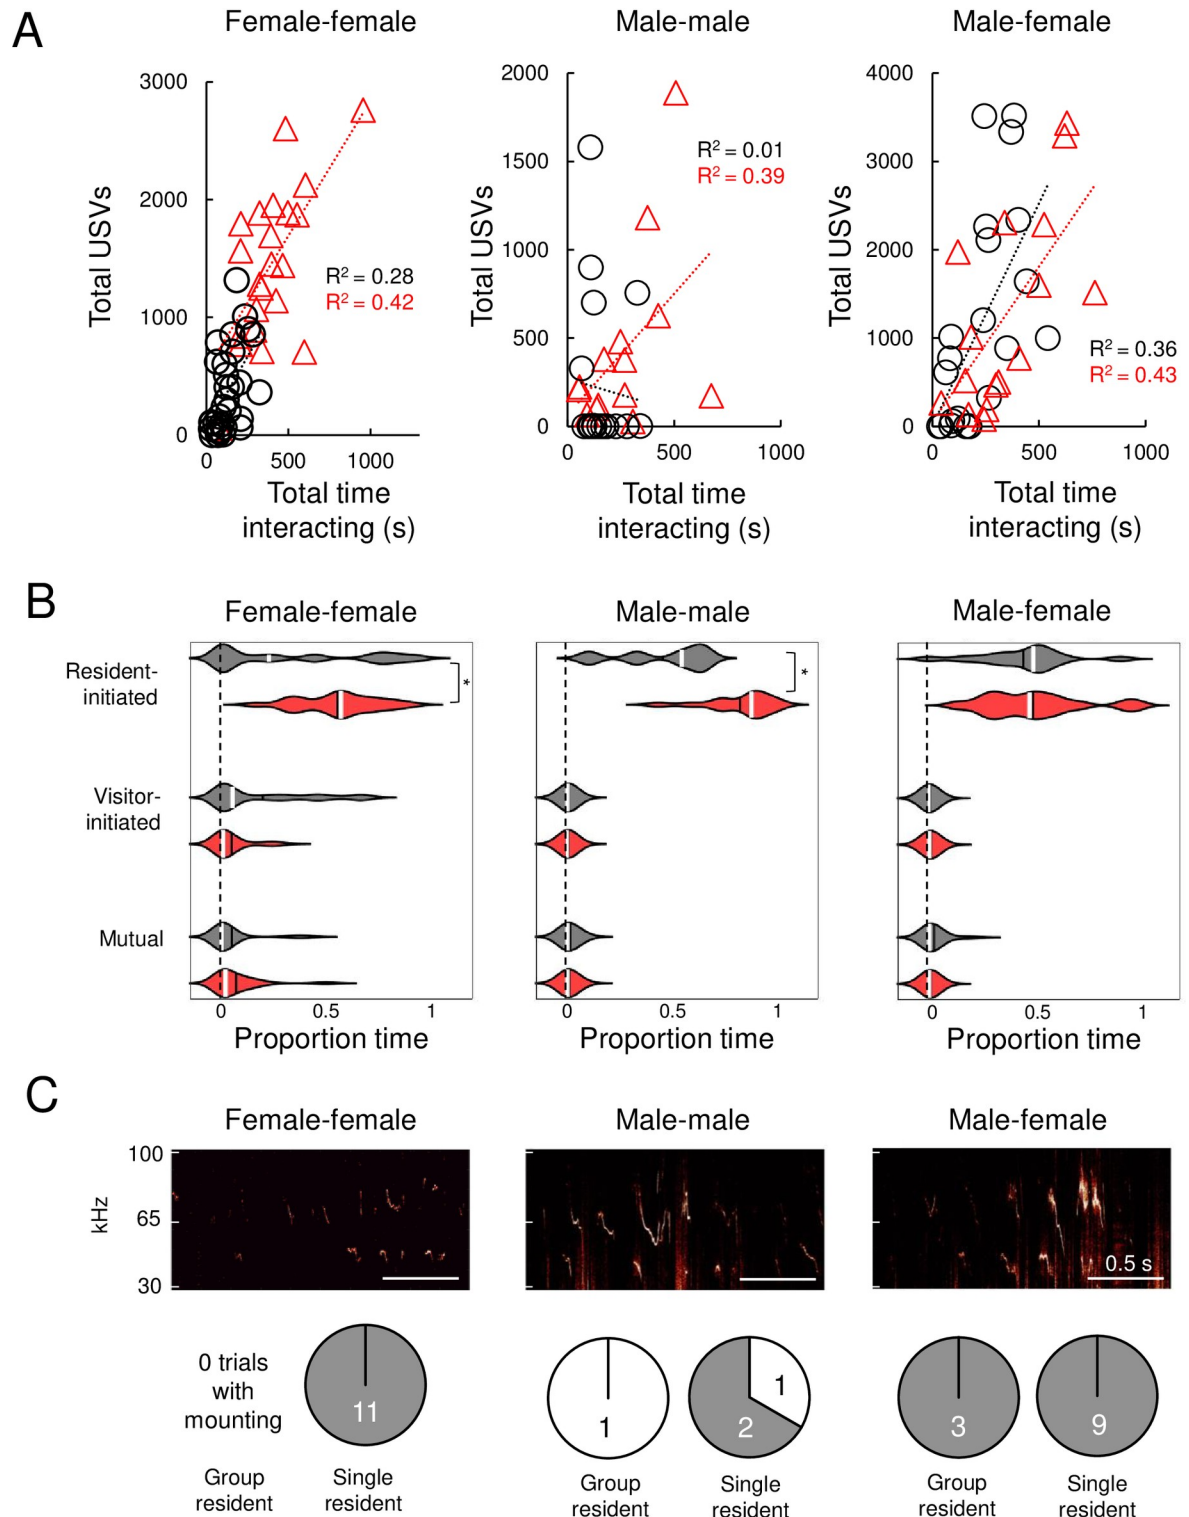 A
Female-female
Male-male
Male-female
Total USVs
3000
2000
1000
0
0
500
1000
R² = 0.28
R² = 0.42
Total time
interacting (s)
Total USVs
2000
1500
1000
500
0
0
500
1000
R² = 0.01
R² = 0.39
Total time
interacting (s)
Total USVs
4000
3000
2000
1000
0
0
500
1000
R² = 0.36
R² = 0.43
Total time
interacting (s)
B
Female-female
Male-male
Male-female
Resident-
initiated
Visitor-
initiated
Mutual
*
*
0
0.5
1
Proportion time
0
0.5
1
Proportion time
0
0.5
1
Proportion time
C
Female-female
Male-male
Male-female
kHz
100
65
30
0.5 s
0 trials
with
mounting
11
1
1
2
3
9
Group
resident
Single
resident
Group
resident
Single
resident
Group
resident
Single
resident